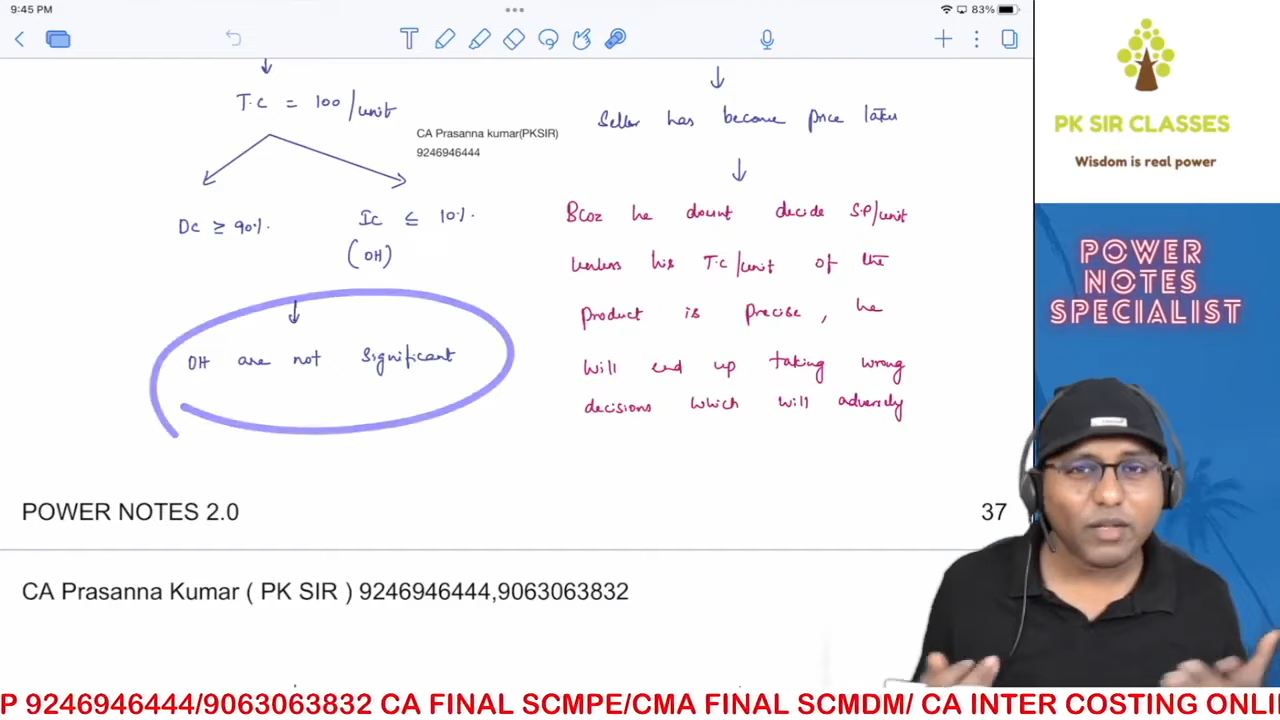 9:45 PM
83%
T.C = 100/unit
CA Prasanna kumar(PKSIR)
9246946444
Dc ≥ 90%.
Ic ≤ 10%.
(OH)
OH are not significant
Seller has become price taker
BCoz he dount decide S.P/unit
Unless his T.C/unit of the
product is precise, he
will end up taking wrong
decisions which will adversely
POWER NOTES 2.0
37
CA Prasanna Kumar ( PK SIR ) 9246946444,9063063832
PK SIR CLASSES
Wisdom is real power
POWER
NOTES
SPECIALIST
P 9246946444/9063063832 CA FINAL SCMPE/CMA FINAL SCMDM/ CA INTER COSTING ONLI